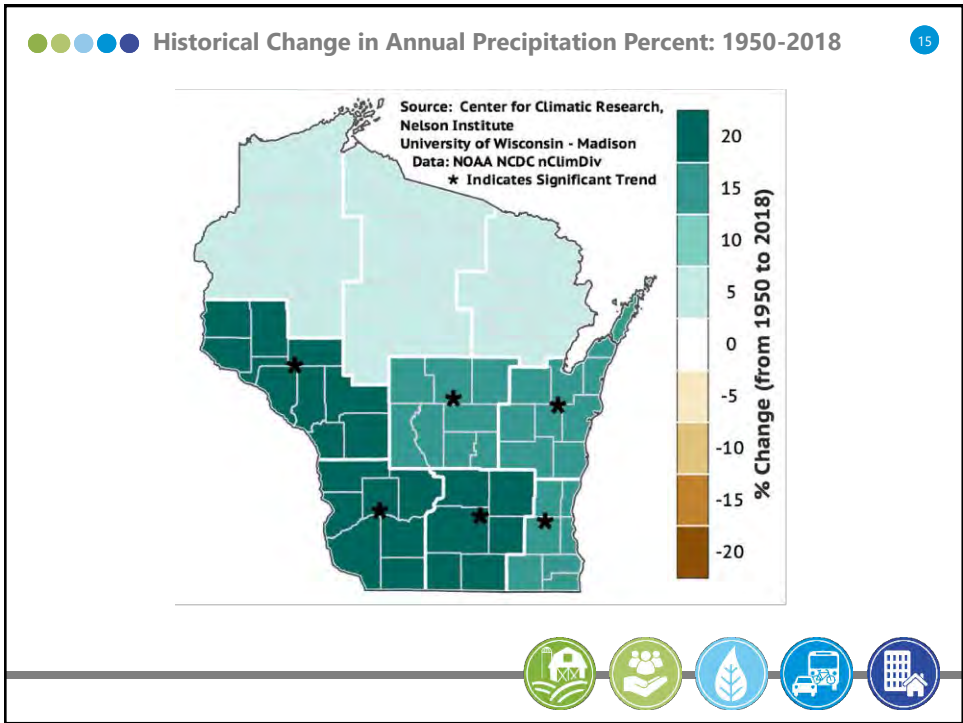 Historical Change in Annual Precipitation Percent: 1950-2018
15
Source: Center for Climatic Research,
Nelson Institute
University of Wisconsin - Madison
Data: NOAA NCDC nClimDiv
* Indicates Significant Trend
20
15
10
5
0
-5
-10
-15
-20
% Change (from 1950 to 2018)